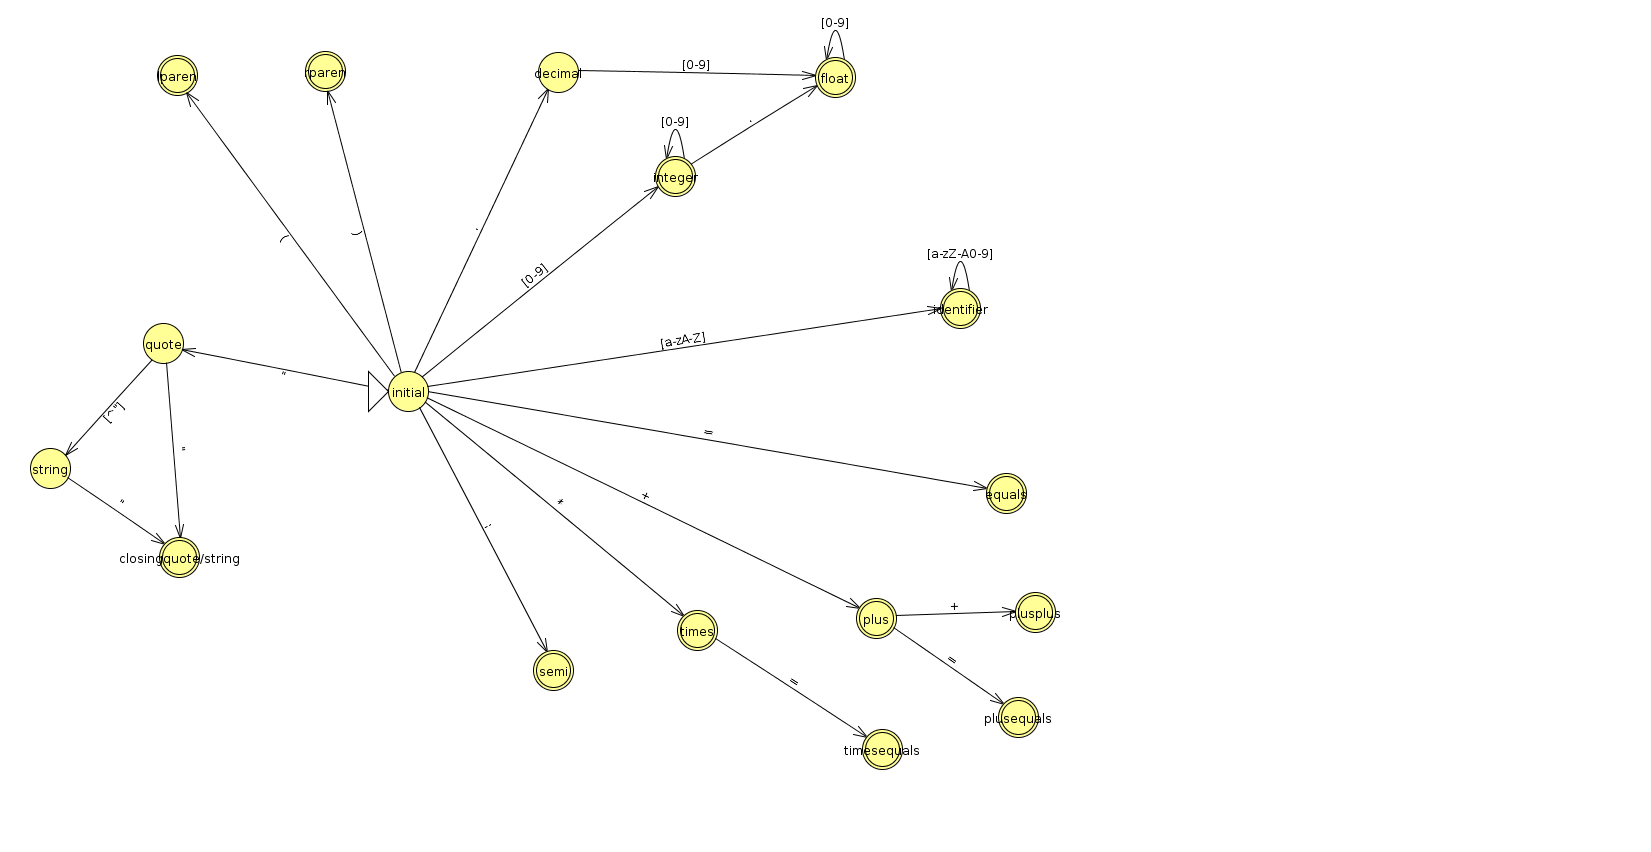 [0-9]
lparen
rparen
decimal
[0-9]
float
[0-9]
.
integer
(
)
.
[0-9]
[a-zZ-A0-9]
identifier
[a-zA-Z]
quote
"
initial
[^"]
"
=
string
"
equals
;
*
+
closingquote/string
times
plus
+
plusplus
=
semi
=
plusequals
timesequals